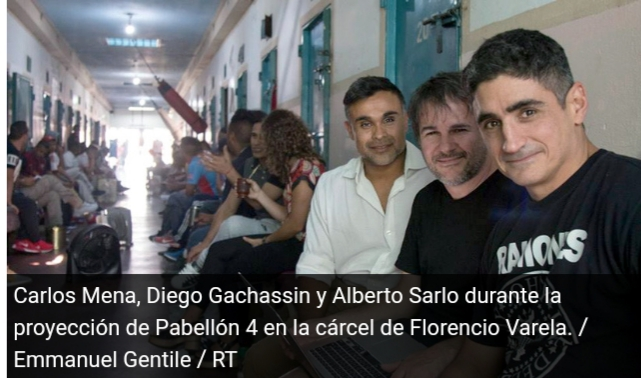 RAMONES
Carlos Mena, Diego Gachassin y Alberto Sarlo durante la
proyección de Pabellón 4 en la cárcel de Florencio Varela. /
Emmanuel Gentile / RT